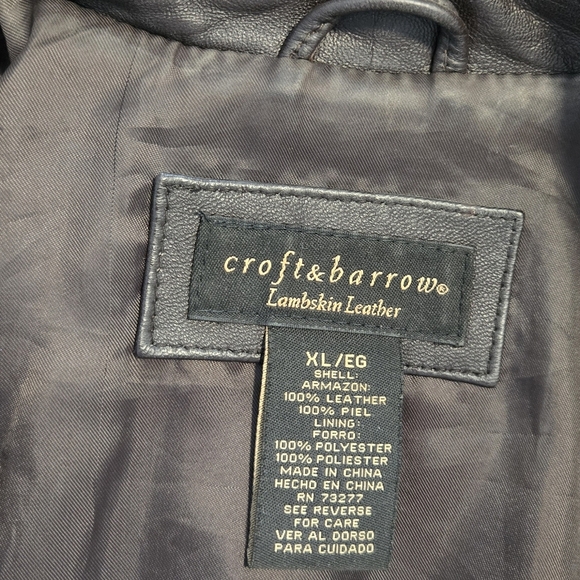 croft&barrow®
Lambskin Leather
XL/EG
SHELL:
ARMAZON:
100% LEATHER
100% PIEL
LINING:
FORRO:
100% POLYESTER
100% POLIESTER
MADE IN CHINA
HECHO EN CHINA
RN 73277
SEE REVERSE
FOR CARE
VER AL DORSO
PARA CUIDADO